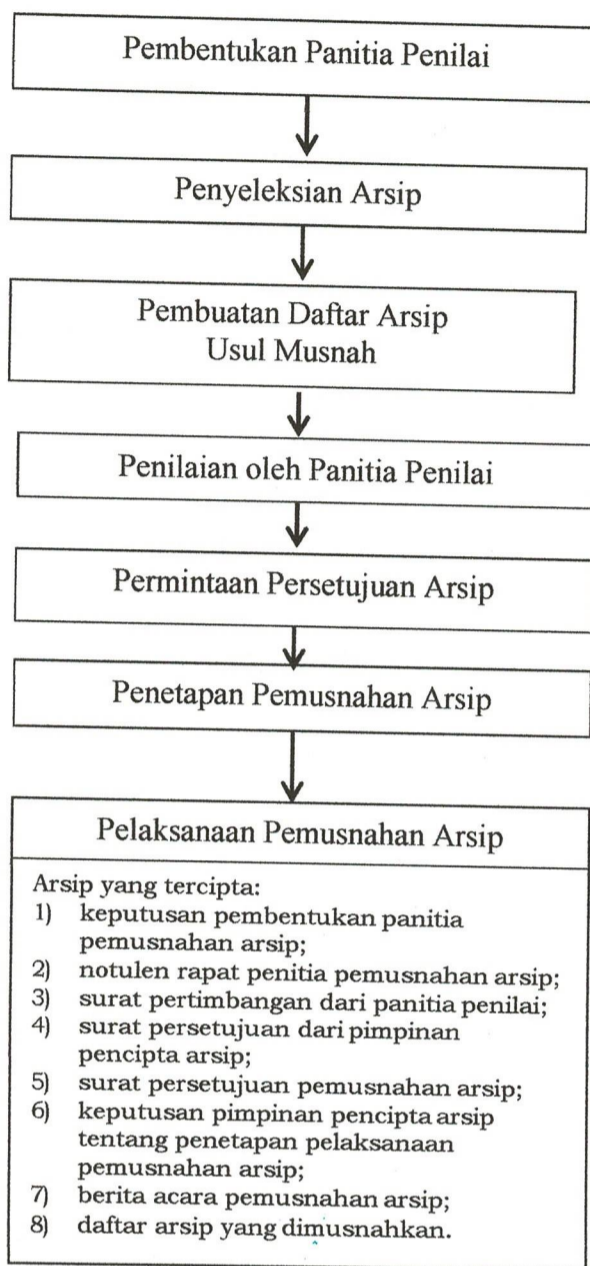 Pembentukan Panitia Penilai
Penyeleksian Arsip
Pembuatan Daftar Arsip
Usul Musnah
Penilaian oleh Panitia Penilai
Permintaan Persetujuan Arsip
Penetapan Pemusnahan Arsip
Pelaksanaan Pemusnahan Arsip
Arsip yang tercipta:
1) keputusan pembentukan panitia
pemusnahan arsip;
2) notulen rapat penitia pemusnahan arsip;
3) surat pertimbangan dari panitia penilai;
4) surat persetujuan dari pimpinan
pencipta arsip;
5) surat persetujuan pemusnahan arsip;
6) keputusan pimpinan pencipta arsip
tentang penetapan pelaksanaan
pemusnahan arsip;
7) berita acara pemusnahan arsip;
8) daftar arsip yang dimusnahkan.